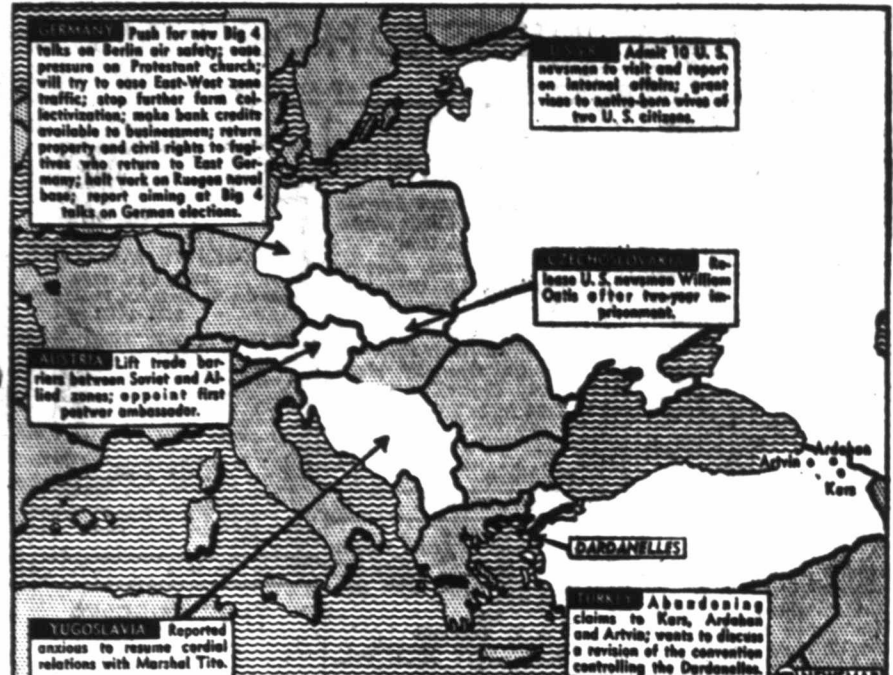 GERMANY Push for new Big 4
talks on Berlin air safety; ease
pressure on Protestant church;
will try to ease East-West zone
traffic; stop further farm col-
lectivization; make bank credits
available to businessmen; return
property and civil rights to fugi-
tives who return to East Ger-
many; halt work on Ruegen naval
base; report aiming at Big 4
talks on German elections.
U.S.S.R. Admit 10 U. S.
newsmen to visit and report
on internal affairs; grant
visas to native-born wives of
two U. S. citizens.
CZECHOSLOVAKIA Re-
lease U. S. newsman William
Oatis after two-year im-
prisonment.
AUSTRIA Lift trade bar-
riers between Soviet and Al-
lied zones; appoint first
postwar ambassador.
Ardahan
Artvin
Kars
DARDANELLES
YUGOSLAVIA Reported
anxious to resume cordial
relations with Marshal Tito.
TURKEY Abandoning
claims to Kars, Ardahan
and Artvin; wants to discuss
a revision of the convention
controlling the Dardanelles.